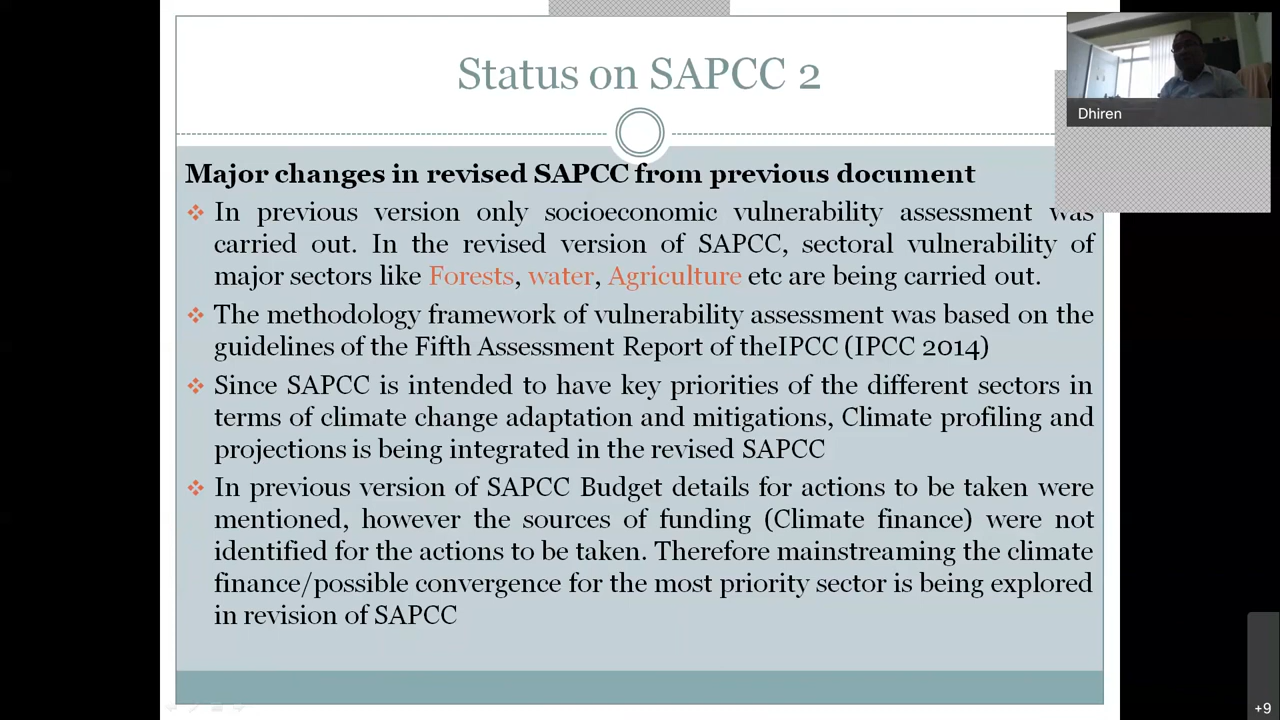 Status on SAPCC 2
Dhiren
Major changes in revised SAPCC from previous document
In previous version only socioeconomic vulnerability assessment was
carried out. In the revised version of SAPCC, sectoral vulnerability of
major sectors like Forests, water, Agriculture etc are being carried out.
The methodology framework of vulnerability assessment was based on the
guidelines of the Fifth Assessment Report of theIPCC (IPCC 2014)
Since SAPCC is intended to have key priorities of the different sectors in
terms of climate change adaptation and mitigations, Climate profiling and
projections is being integrated in the revised SAPCC
In previous version of SAPCC Budget details for actions to be taken were
mentioned, however the sources of funding (Climate finance) were not
identified for the actions to be taken. Therefore mainstreaming the climate
finance/possible convergence for the most priority sector is being explored
in revision of SAPCC
+9